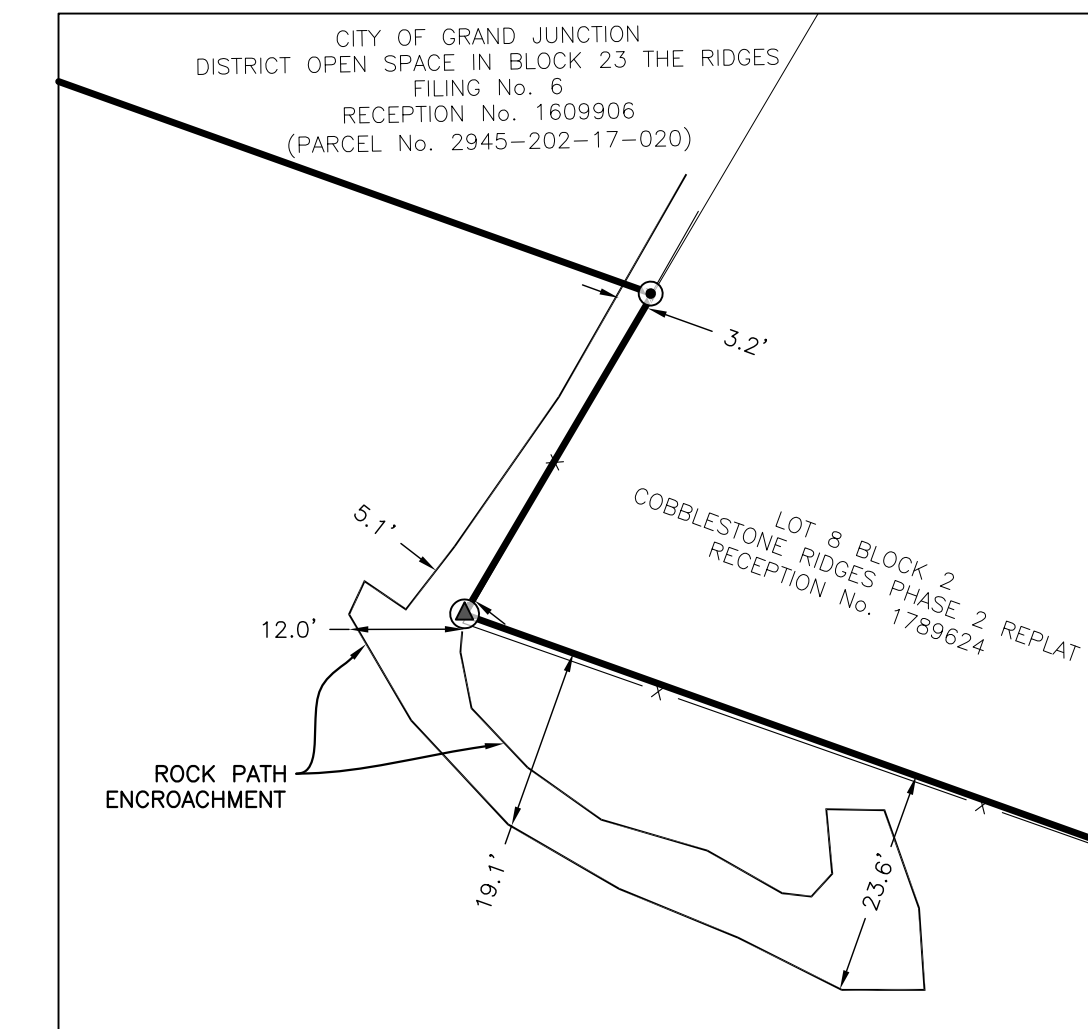 CITY OF GRAND JUNCTION
DISTRICT OPEN SPACE IN BLOCK 23 THE RIDGES
FILING No. 6
RECEPTION No. 1609906
(PARCEL No. 2945-202-17-020)
3.2'
5.1'
LOT 8 BLOCK 2
COBBLESTONE RIDGES PHASE 2 REPLAT
RECEPTION No. 1789624
12.0'
ROCK PATH
ENCROACHMENT
19.1'
23.6'